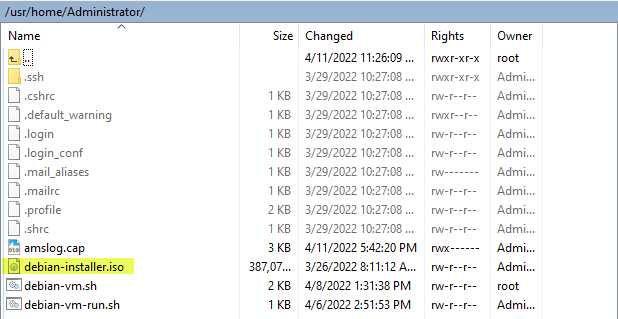 /usr/home/Administrator/
Name Size Changed Rights Owner
.. 4/11/2022 11:26:09 ... rwxr-xr-x root
.ssh 3/29/2022 10:27:08 ... rwxr-xr-x Admi...
.cshrc 1 KB 3/29/2022 10:27:08 ... rw-r--r-- Admi...
.default_warning 1 KB 3/29/2022 10:27:08 ... rwxr--r-- Admi...
.login 1 KB 3/29/2022 10:27:08 ... rw-r--r-- Admi...
.login_conf 1 KB 3/29/2022 10:27:08 ... rw-r--r-- Admi...
.mail_aliases 1 KB 3/29/2022 10:27:08 ... rw------- Admi...
.mailrc 1 KB 3/29/2022 10:27:08 ... rw-r--r-- Admi...
.profile 2 KB 3/29/2022 10:27:08 ... rw-r--r-- Admi...
.shrc 1 KB 3/29/2022 10:27:08 ... rw-r--r-- Admi...
amslog.cap 3 KB 4/11/2022 5:42:20 PM rwx------ Admi...
debian-installer.iso 387,07... 3/26/2022 8:11:12 A... rw-r--r-- Admi...
debian-vm.sh 2 KB 4/8/2022 1:31:38 PM rw-r--r-- root
debian-vm-run.sh 1 KB 4/6/2022 2:51:53 PM rw-r--r-- Admi...